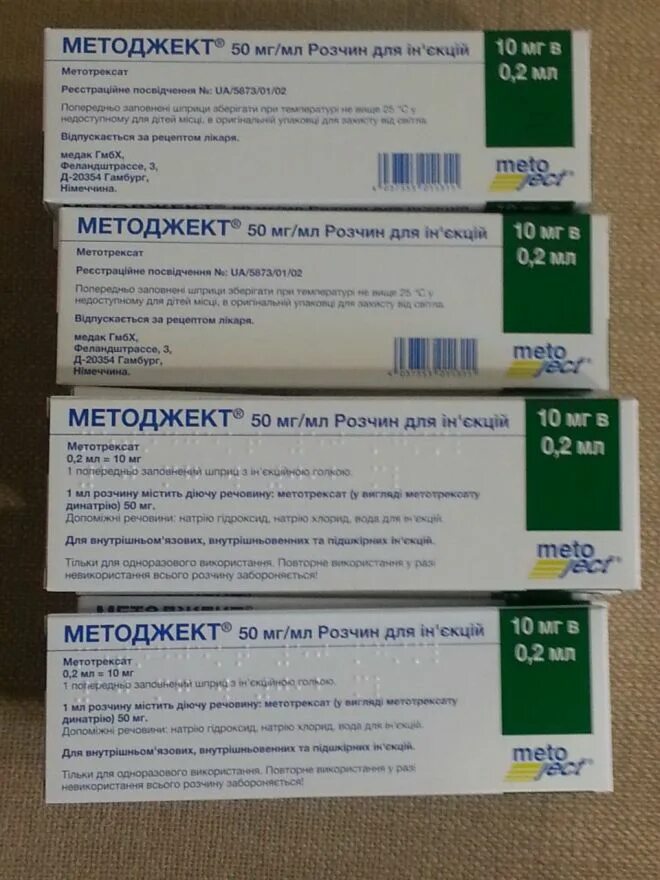 МЕТОДЖЕКТ® 50 мг/мл Розчин для ін'єкцій
10 мг в
0,2 мл
Метотрексат
Реєстраційне посвідчення №: UA/5873/01/02
Попередньо заповнені шприци зберігати при температурі не вище 25 °С у
недоступному для дітей місці, в оригінальній упаковці для захисту від світла.
Відпускається за рецептом лікаря.
медак ГмбХ,
Феландштрассе, 3,
Д-20354 Гамбург,
Німеччина.
metoject®
МЕТОДЖЕКТ® 50 мг/мл Розчин для ін'єкцій
10 мг в
0,2 мл
Метотрексат
Реєстраційне посвідчення №: UA/5873/01/02
Попередньо заповнені шприци зберігати при температурі не вище 25 °С у
недоступному для дітей місці, в оригінальній упаковці для захисту від світла.
Відпускається за рецептом лікаря.
медак ГмбХ,
Феландштрассе, 3,
Д-20354 Гамбург,
Німеччина.
metoject®
МЕТОДЖЕКТ® 50 мг/мл Розчин для ін'єкцій
10 мг в
0,2 мл
Метотрексат
0,2 мл = 10 мг
1 попередньо заповнений шприц з ін'єкційною голкою.
1 мл розчину містить діючу речовину: метотрексат (у вигляді метотрексату
динатрію) 50 мг.
Допоміжні речовини: натрію гідроксид, натрію хлорид, вода для ін'єкцій.
Для внутрішньом'язових, внутрішньовенних та підшкірних ін'єкцій.
Тільки для одноразового використання. Повторне використання у разі
невикористання всього розчину забороняється!
metoject®
МЕТОДЖЕКТ® 50 мг/мл Розчин для ін'єкцій
10 мг в
0,2 мл
Метотрексат
0,2 мл = 10 мг
1 попередньо заповнений шприц з ін'єкційною голкою.
1 мл розчину містить діючу речовину: метотрексат (у вигляді метотрексату
динатрію) 50 мг.
Допоміжні речовини: натрію гідроксид, натрію хлорид, вода для ін'єкцій.
Для внутрішньом'язових, внутрішньовенних та підшкірних ін'єкцій.
Тільки для одноразового використання. Повторне використання у разі
невикористання всього розчину забороняється!
metoject®